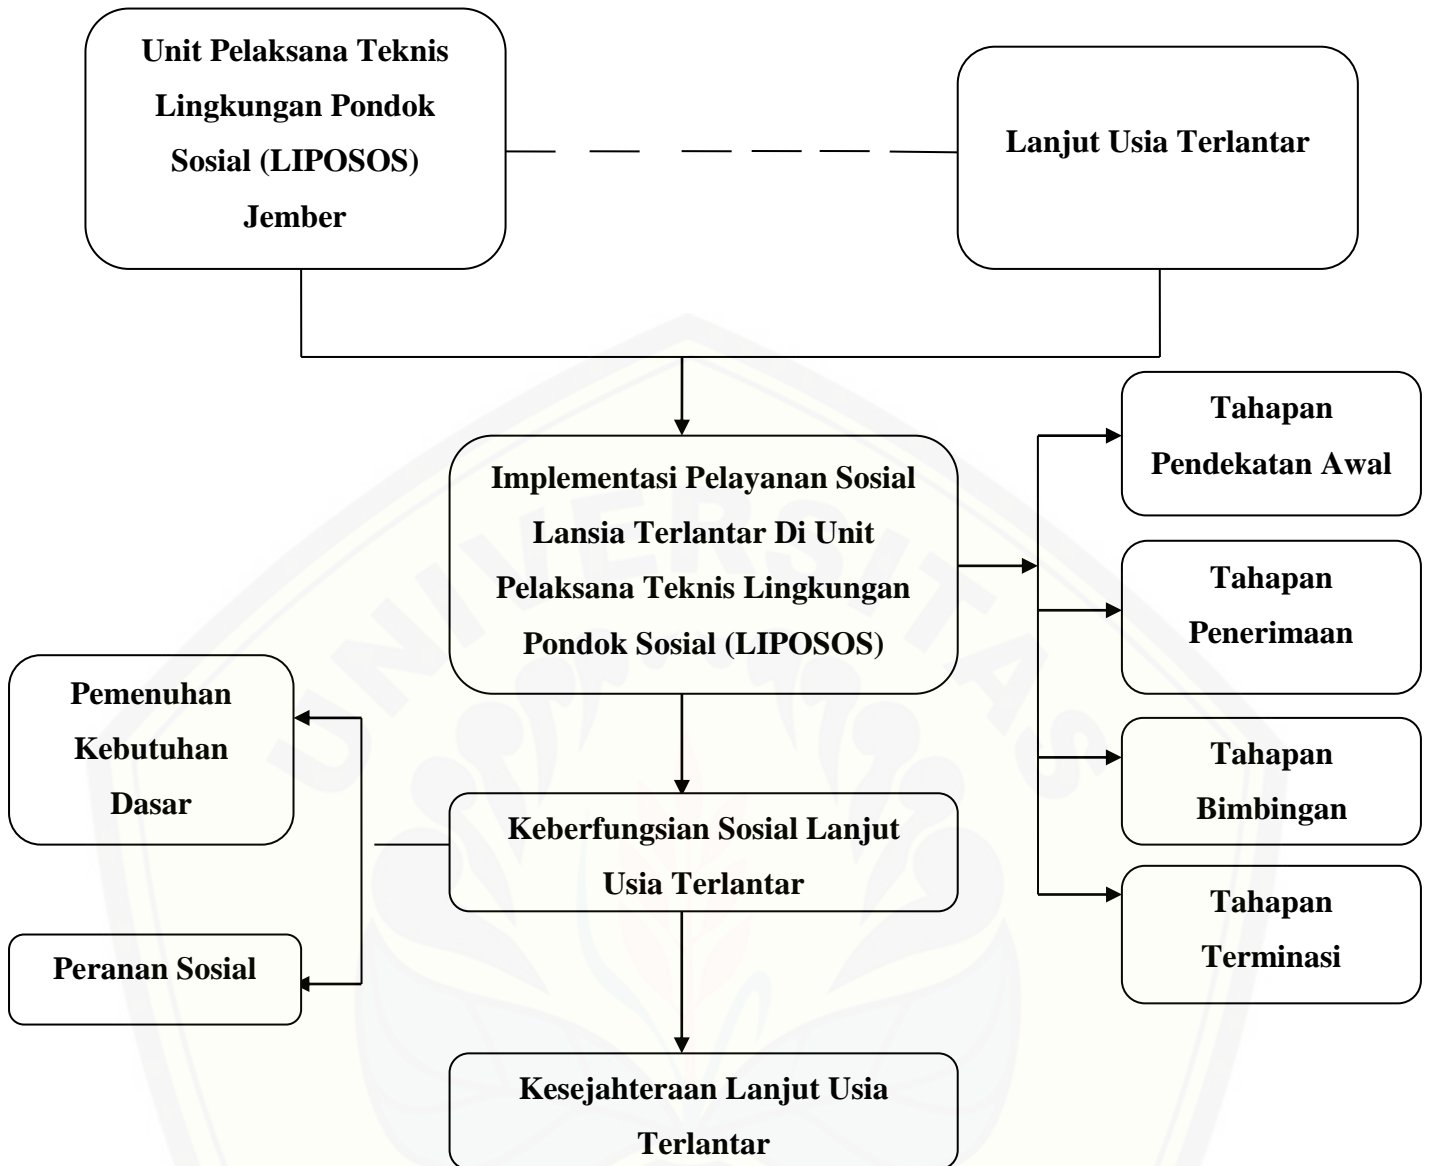 Unit Pelaksana Teknis
Lingkungan Pondok
Sosial (LIPOSOS)
Jember
Lanjut Usia Terlantar
Implementasi Pelayanan Sosial
Lansia Terlantar Di Unit
Pelaksana Teknis Lingkungan
Pondok Sosial (LIPOSOS)
Tahapan
Pendekatan Awal
Tahapan
Penerimaan
Tahapan
Bimbingan
Tahapan
Terminasi
Pemenuhan
Kebutuhan
Dasar
Keberfungsian Sosial Lanjut
Usia Terlantar
Peranan Sosial
Kesejahteraan Lanjut Usia
Terlantar
UNIVERSITAS